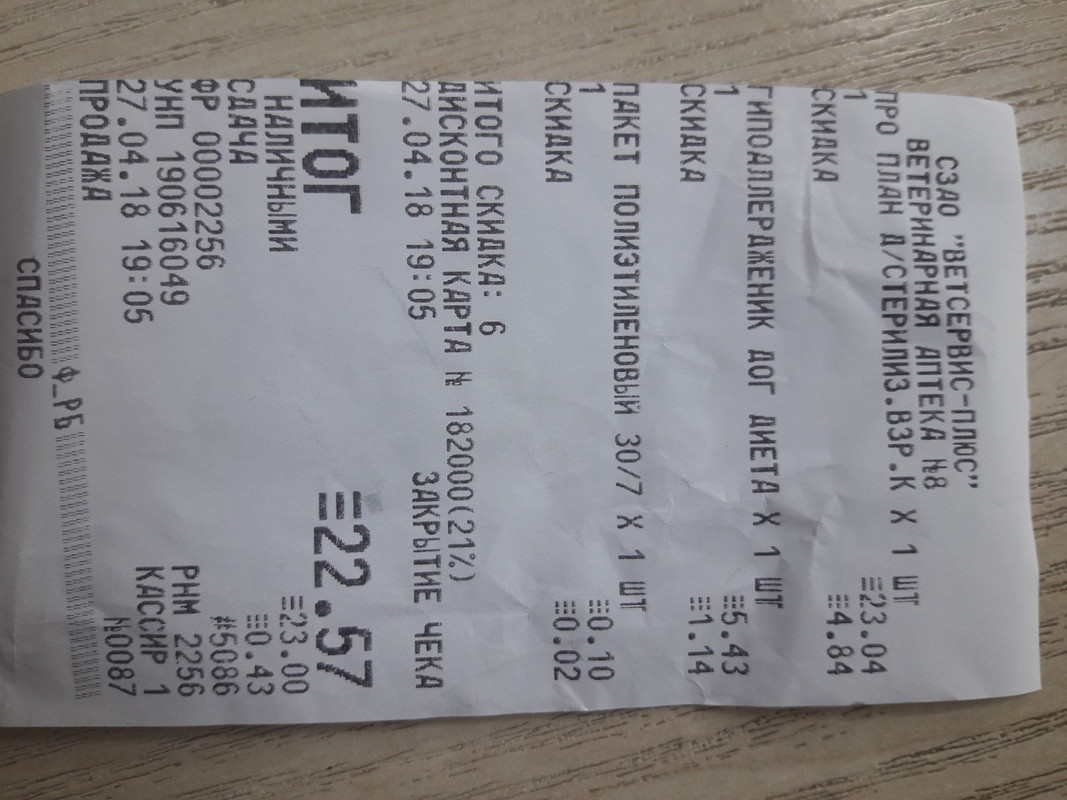 СЗАО "ВЕТСЕРВИС-ПЛЮС"
ВЕТЕРИНАРНАЯ АПТЕКА №8
ПРО ПЛАН Д/СТЕРИЛИЗ.ВЗР.К X 1 ШТ
1 ≡23.04
СКИДКА ≡4.84
ГИПОАЛЛЕРДЖЕНИК ДОГ ДИЕТА X 1 ШТ
1 ≡5.43
СКИДКА ≡1.14
ПАКЕТ ПОЛИЭТИЛЕНОВЫЙ 30/7 X 1 ШТ
1 ≡0.10
СКИДКА ≡0.02
ИТОГО СКИДКА: 6
ДИСКОНТНАЯ КАРТА № 182000(21%)
27.04.18 19:05 ЗАКРЫТИЕ ЧЕКА
ИТОГ ≡22.57
НАЛИЧНЫМИ ≡23.00
СДАЧА ≡0.43
ФР 00002256 #5086
УНП 190616049 РНМ 2256
27.04.18 19:05 КАССИР 1
ПРОДАЖА №0087
Ф_РБ
СПАСИБО